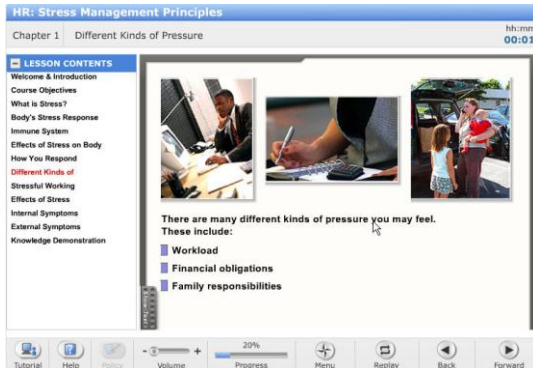 HR: Stress Management Principles
Chapter 1 Different Kinds of Pressure
hh:mm
00:01
LESSON CONTENTS
Welcome & Introduction
Course Objectives
What is Stress?
Body's Stress Response
Immune System
Effects of Stress on Body
How You Respond
Different Kinds of
Stressful Working
Effects of Stress
Internal Symptoms
External Symptoms
Knowledge Demonstration
There are many different kinds of pressure you may feel.
These include:
Workload
Financial obligations
Family responsibilities
20%
Tutorial Help Policy Volume Progress Menu Replay Back Forward